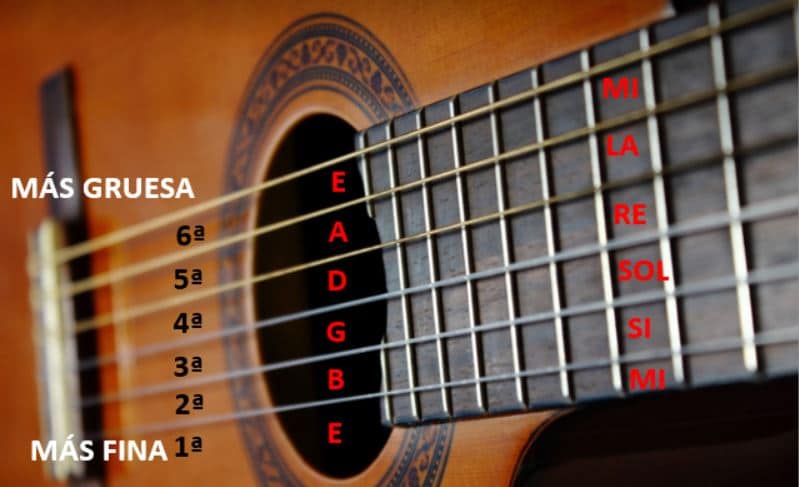 MÁS GRUESA
6ª E MI
5ª A LA
4ª D RE
3ª G SOL
2ª B SI
MÁS FINA 1ª E MI